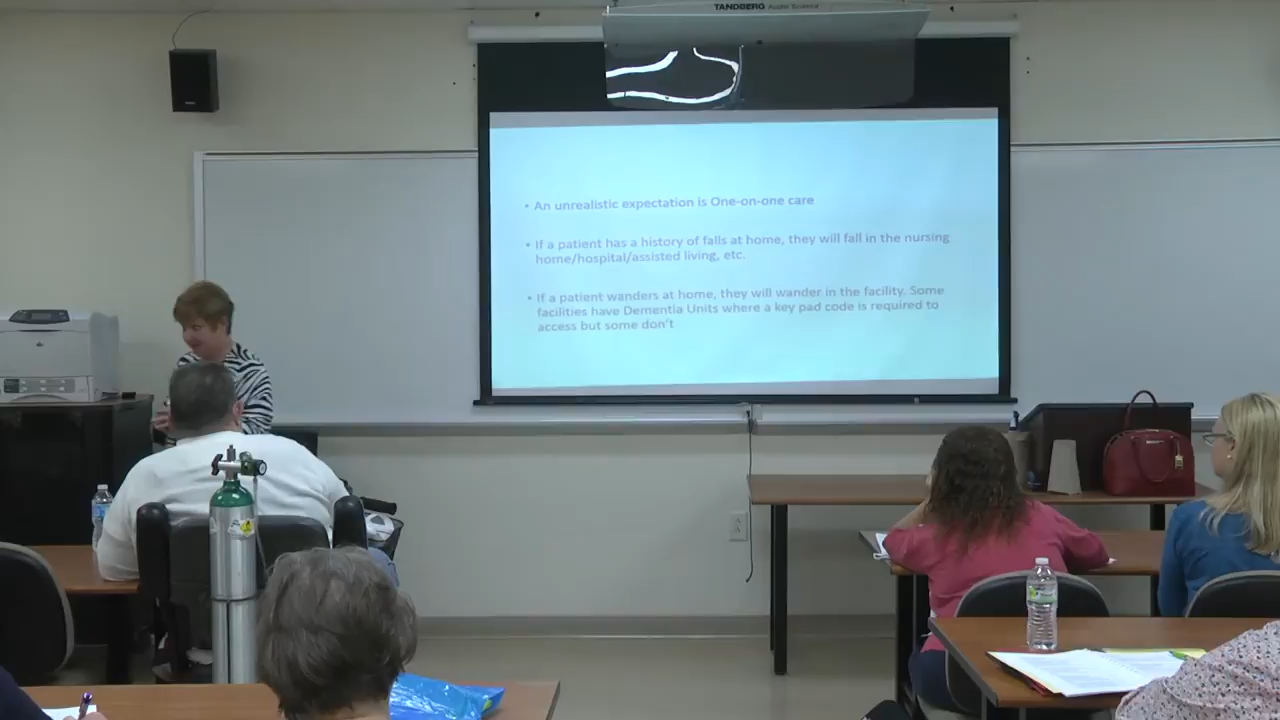 TANDBERG Audio Science
• An unrealistic expectation is One-on-one care
• If a patient has a history of falls at home, they will fall in the nursing
home/hospital/assisted living, etc.
• If a patient wanders at home, they will wander in the facility. Some
facilities have Dementia Units where a key pad code is required to
access but some don't